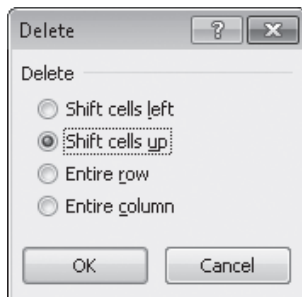 Delete
Delete
Shift cells left
Shift cells up
Entire row
Entire column
OK Cancel